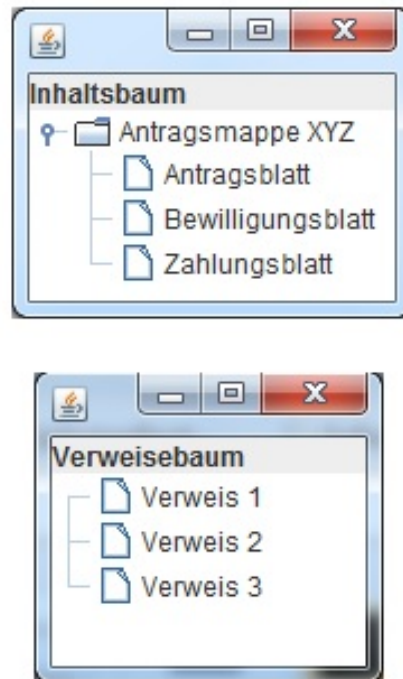 Inhaltsbaum
Antragsmappe XYZ
Antragsblatt
Bewilligungsblatt
Zahlungsblatt
Verweisebaum
Verweis 1
Verweis 2
Verweis 3